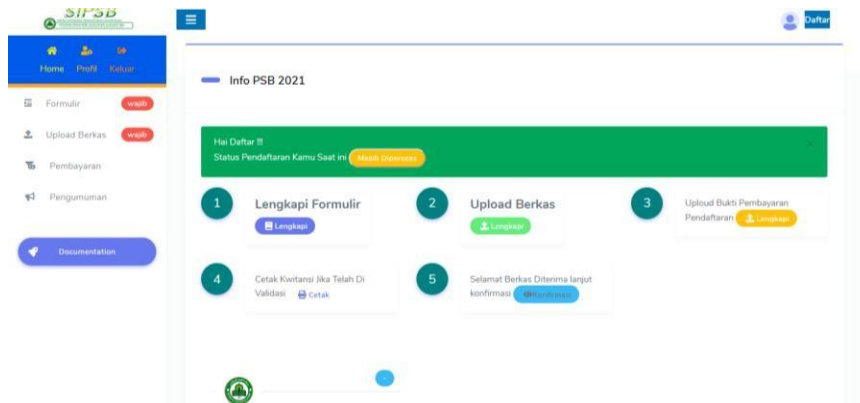 SIPSB
Daftar
Home Profil Keluar
Info PSB 2021
Formulir wajib
Upload Berkas wajib
Pembayaran
Pengumuman
Documentation
Hai Daftar !!!
Status Pendaftaran Kamu Saat ini Masih Diproses
×
1 Lengkapi Formulir
Lengkapi
2 Upload Berkas
Lengkapi
3 Uploud Bukti Pembayaran
Pendaftaran Lengkapi
4 Cetak Kwitansi Jika Telah Di
Validasi Cetak
5 Selamat Berkas Diterima lanjut
konfirmasi Konfirmasi